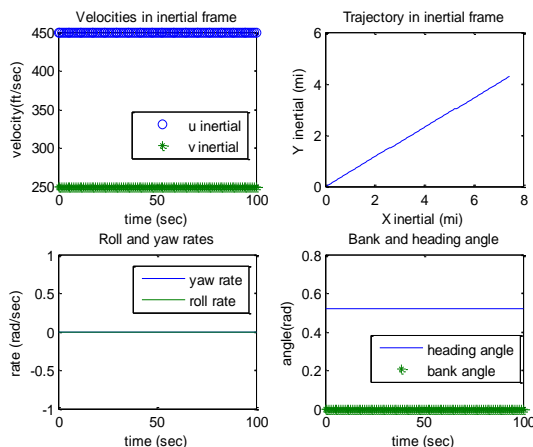 Velocities in inertial frame
velocity(ft/sec)
450
400
350
300
250
u inertial
v inertial
0 50 100
time (sec)
Trajectory in inertial frame
Y inertial (mi)
6
4
2
0
0 2 4 6 8
X inertial (mi)
Roll and yaw rates
rate (rad/sec)
1
0.5
0
-0.5
-1
yaw rate
roll rate
0 50 100
time (sec)
Bank and heading angle
angle(rad)
0.8
0.6
0.4
0.2
0
heading angle
bank angle
0 50 100
time (sec)